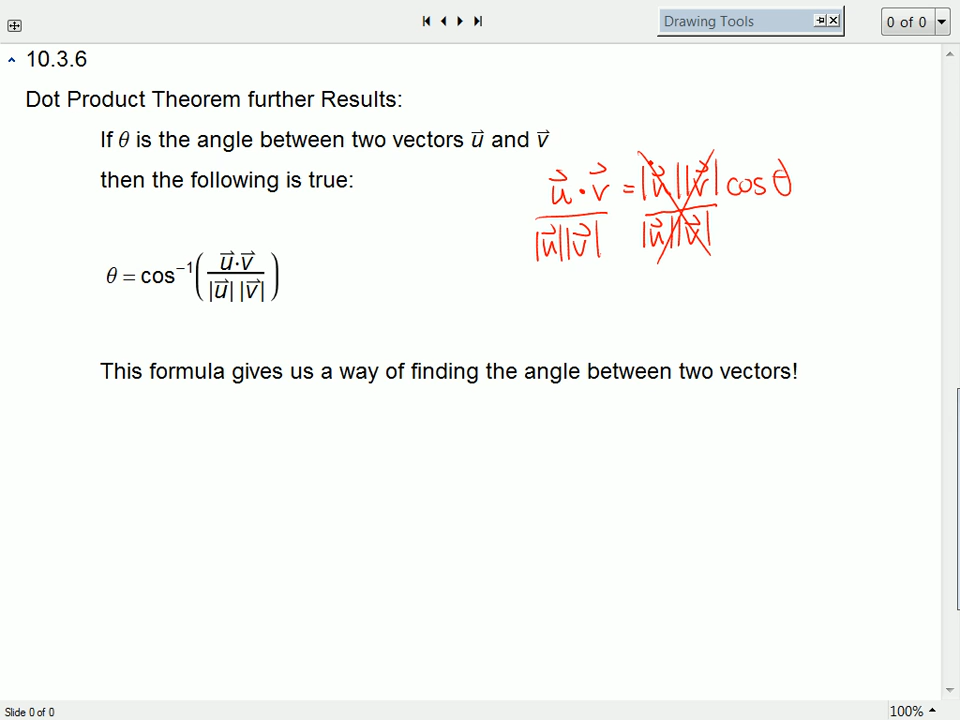 Drawing Tools
0 of 0
10.3.6
Dot Product Theorem further Results:
If θ is the angle between two vectors u⃗ and v⃗
then the following is true:
u⃗ · v⃗ = |u⃗||v⃗| cos θ
|u⃗||v⃗| |u⃗||v⃗|
θ = cos⁻¹( u⃗·v⃗ / |u⃗| |v⃗| )
This formula gives us a way of finding the angle between two vectors!
Slide 0 of 0
100%